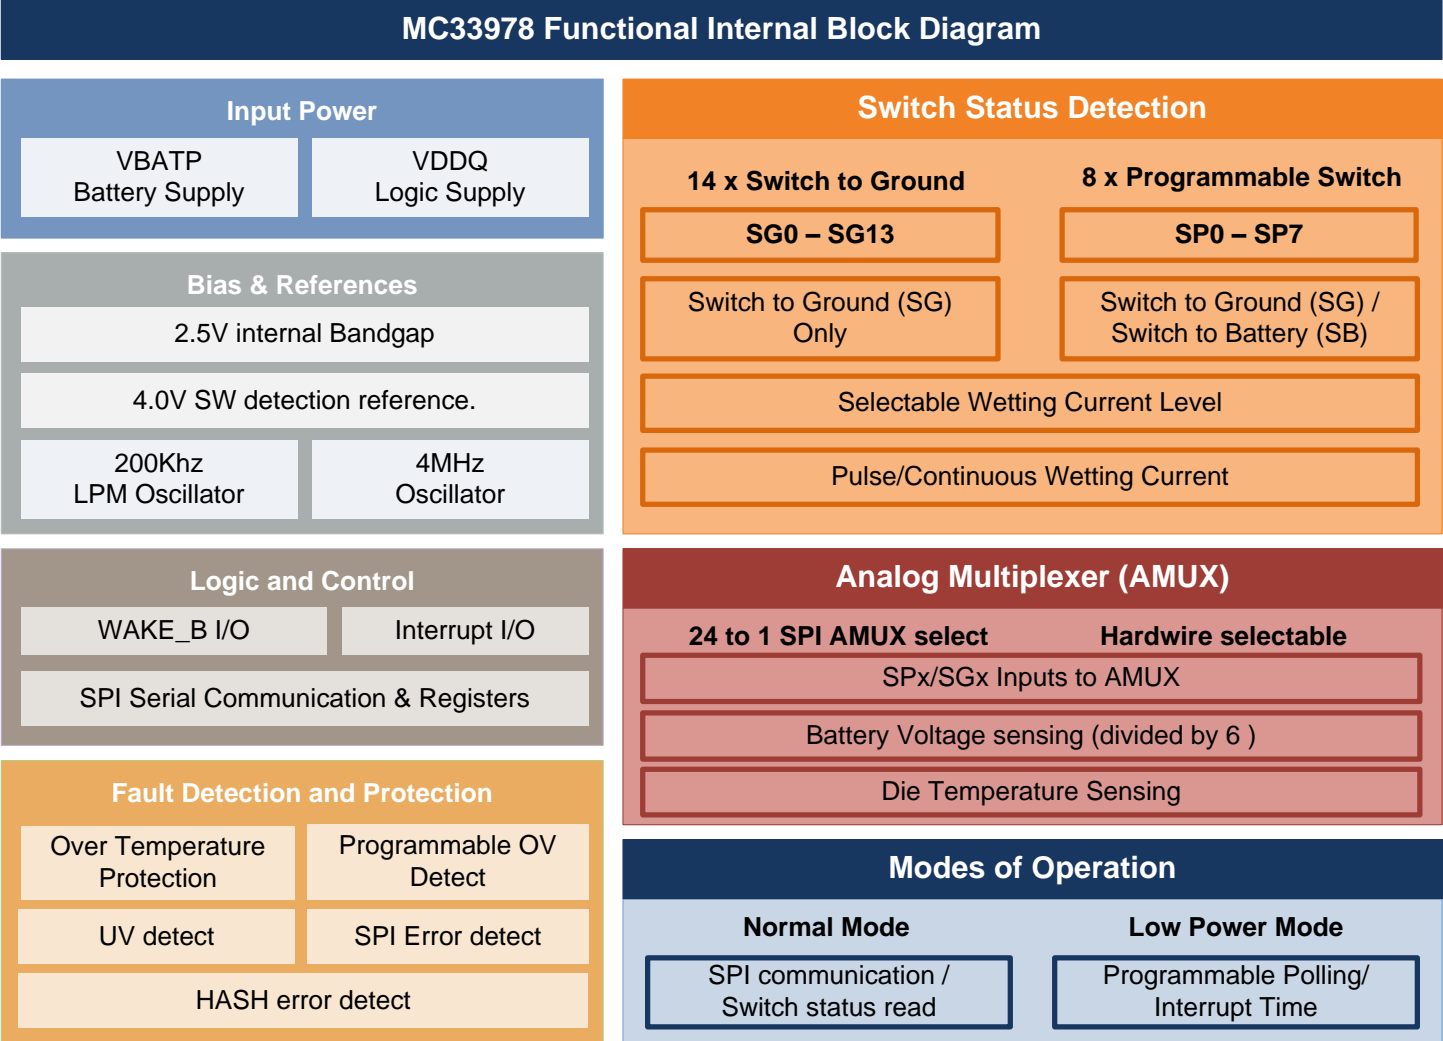 MC33978 Functional Internal Block Diagram
Input Power
VBATP
Battery Supply
VDDQ
Logic Supply
Bias & References
2.5V internal Bandgap
4.0V SW detection reference.
200Khz
LPM Oscillator
4MHz
Oscillator
Logic and Control
WAKE_B I/O
Interrupt I/O
SPI Serial Communication & Registers
Fault Detection and Protection
Over Temperature
Protection
Programmable OV
Detect
UV detect
SPI Error detect
HASH error detect
Switch Status Detection
14 x Switch to Ground
8 x Programmable Switch
SG0 – SG13
SP0 – SP7
Switch to Ground (SG)
Only
Switch to Ground (SG) /
Switch to Battery (SB)
Selectable Wetting Current Level
Pulse/Continuous Wetting Current
Analog Multiplexer (AMUX)
24 to 1 SPI AMUX select
Hardwire selectable
SPx/SGx Inputs to AMUX
Battery Voltage sensing (divided by 6 )
Die Temperature Sensing
Modes of Operation
Normal Mode
Low Power Mode
SPI communication /
Switch status read
Programmable Polling/
Interrupt Time